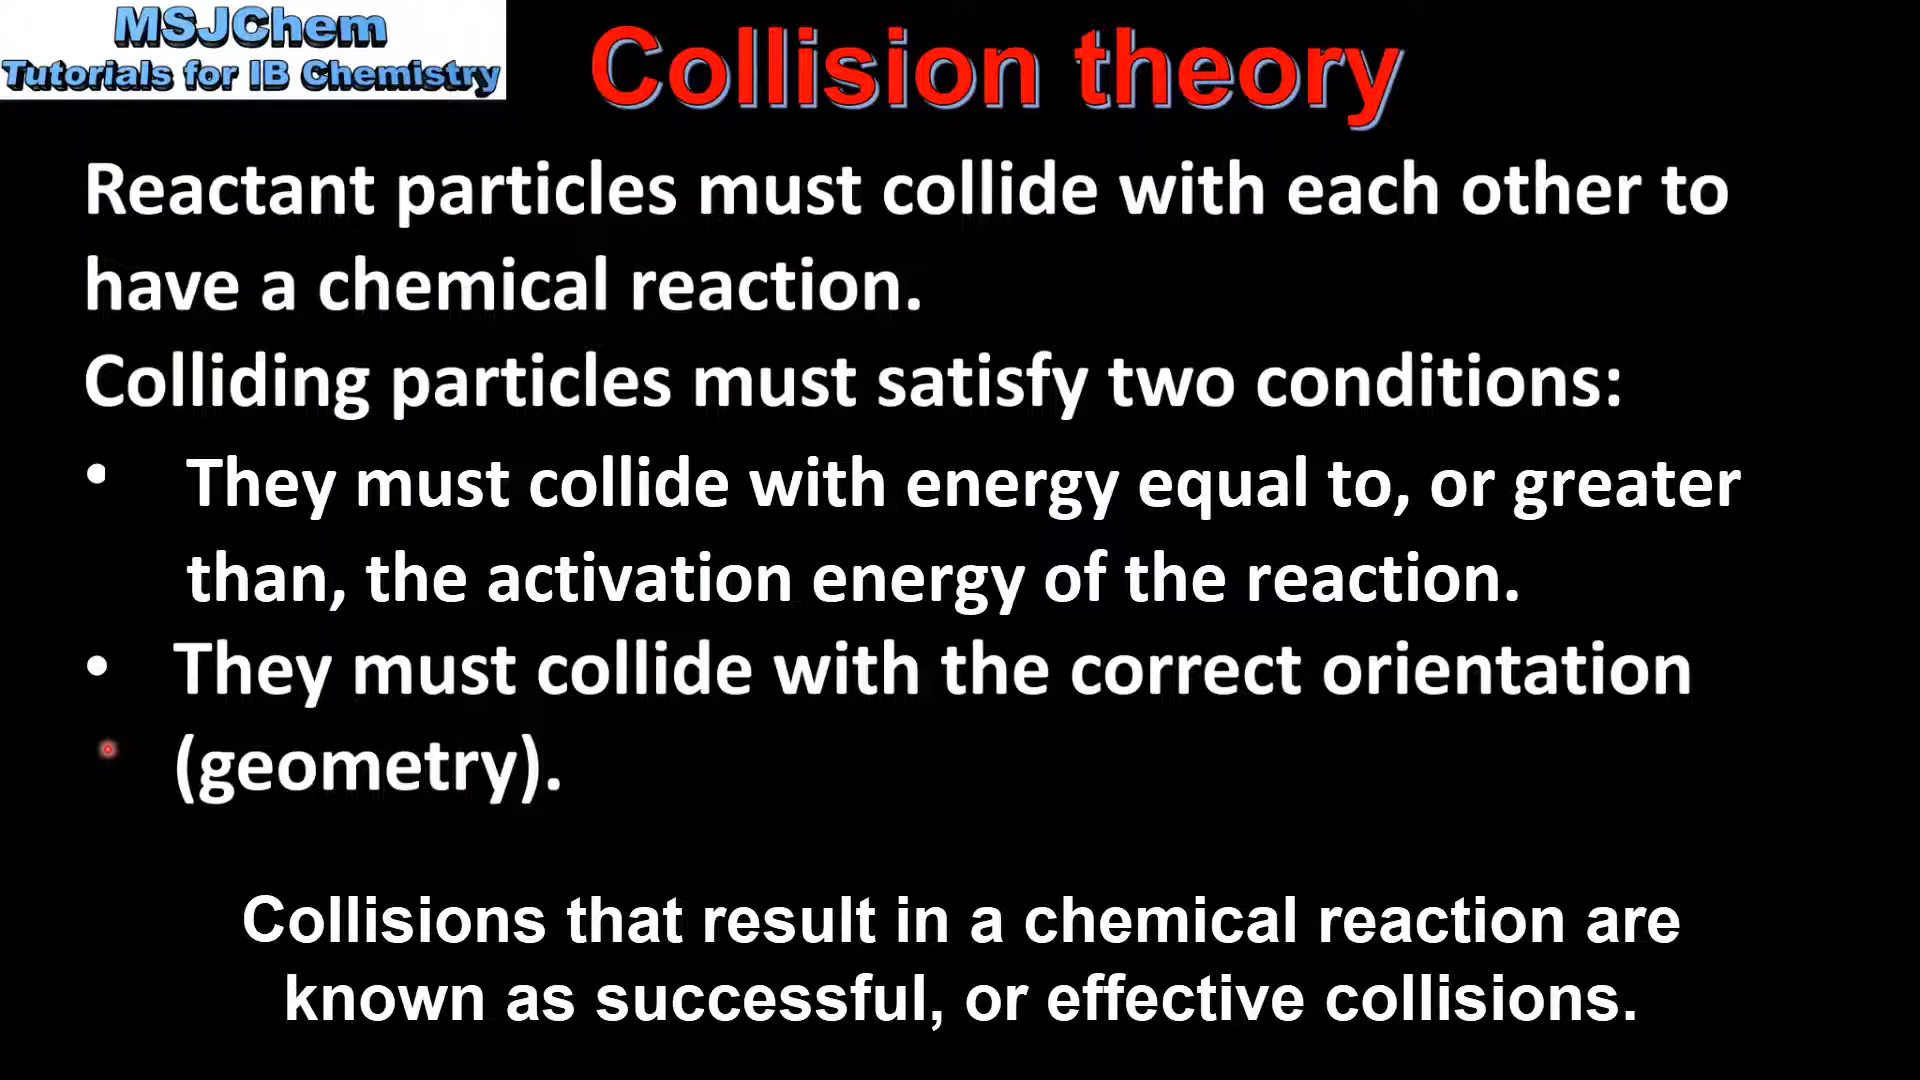 MSJChem
Tutorials for IB Chemistry
Collision theory
Reactant particles must collide with each other to
have a chemical reaction.
Colliding particles must satisfy two conditions:
• They must collide with energy equal to, or greater
than, the activation energy of the reaction.
• They must collide with the correct orientation
(geometry).
Collisions that result in a chemical reaction are
known as successful, or effective collisions.